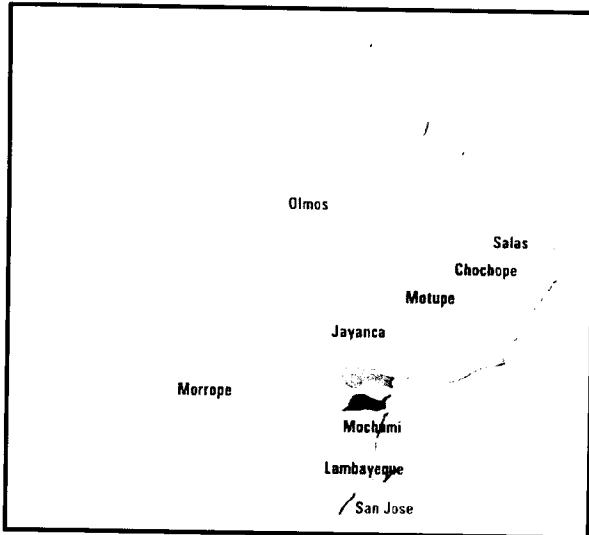 Olmos
Salas
Chochope
Motupe
Jayanca
Morrope
Mochumi
Lambayeque
San Jose